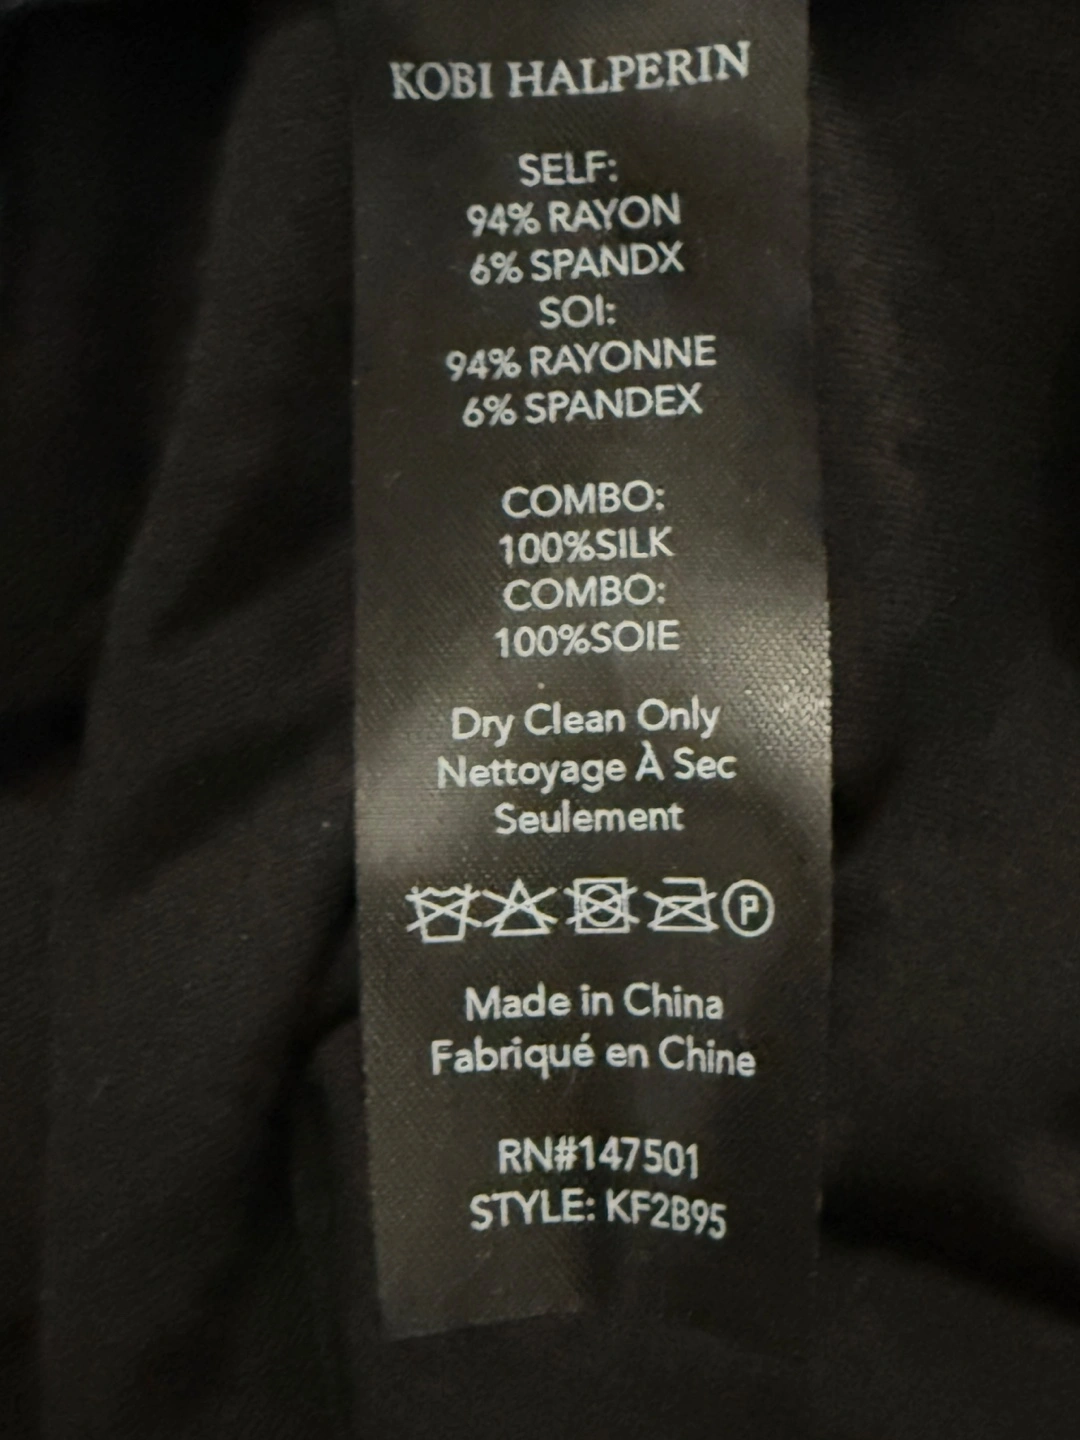 KOBI HALPERIN
SELF:
94% RAYON
6% SPANDX
SOI:
94% RAYONNE
6% SPANDEX
COMBO:
100%SILK
COMBO:
100%SOIE
Dry Clean Only
Nettoyage À Sec
Seulement
P
Made in China
Fabriqué en Chine
RN#147501
STYLE: KF2B95